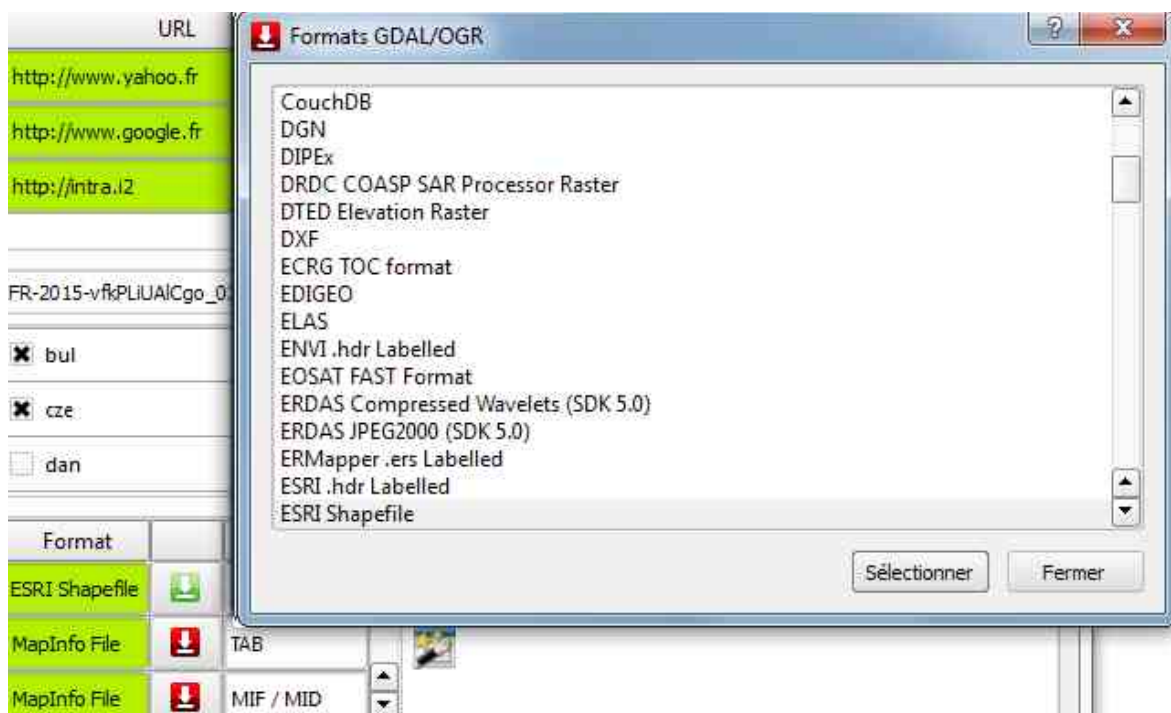 URL
http://www.yahoo.fr
http://www.google.fr
http://intra.i2
FR-2015-vfkPLiUAlCgo_0
bul
cze
dan
Format
ESRI Shapefile
MapInfo File
TAB
MapInfo File
MIF / MID
Formats GDAL/OGR
CouchDB
DGN
DIPEx
DRDC COASP SAR Processor Raster
DTED Elevation Raster
DXF
ECRG TOC format
EDIGEO
ELAS
ENVI .hdr Labelled
EOSAT FAST Format
ERDAS Compressed Wavelets (SDK 5.0)
ERDAS JPEG2000 (SDK 5.0)
ERMapper .ers Labelled
ESRI .hdr Labelled
ESRI Shapefile
Sélectionner
Fermer